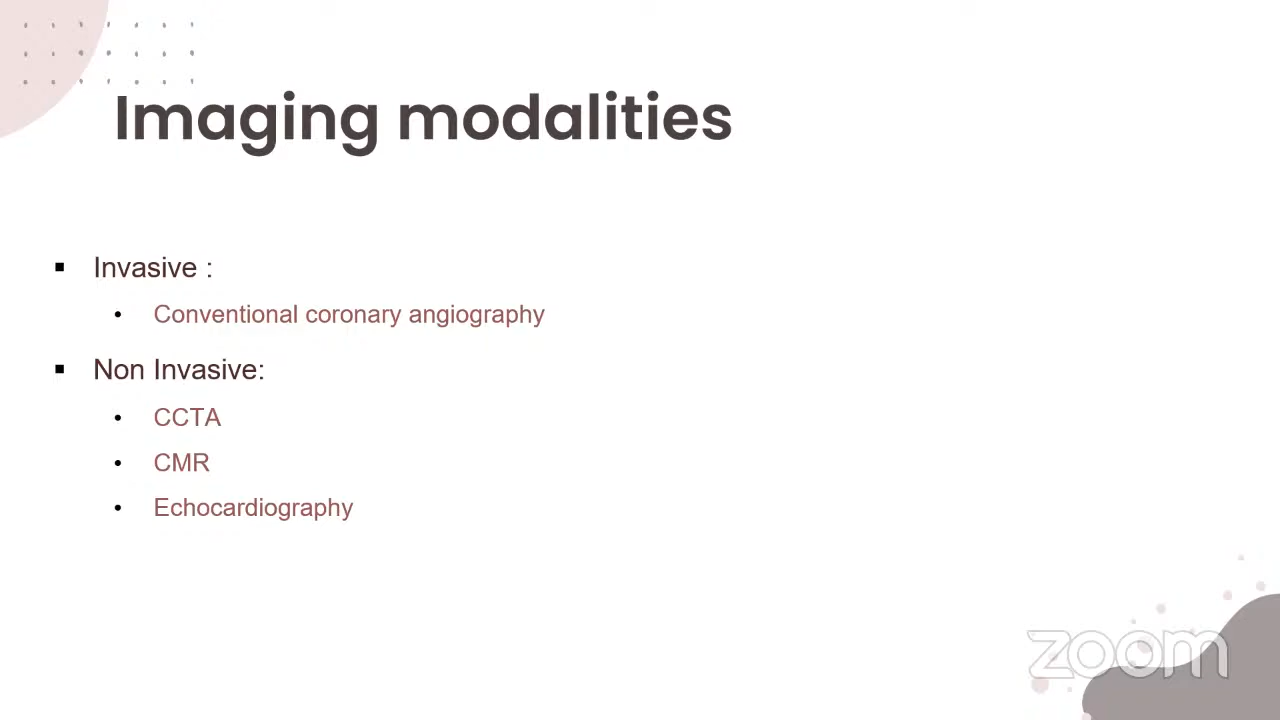 Imaging modalities
▪ Invasive :
• Conventional coronary angiography
▪ Non Invasive:
• CCTA
• CMR
• Echocardiography
zoom